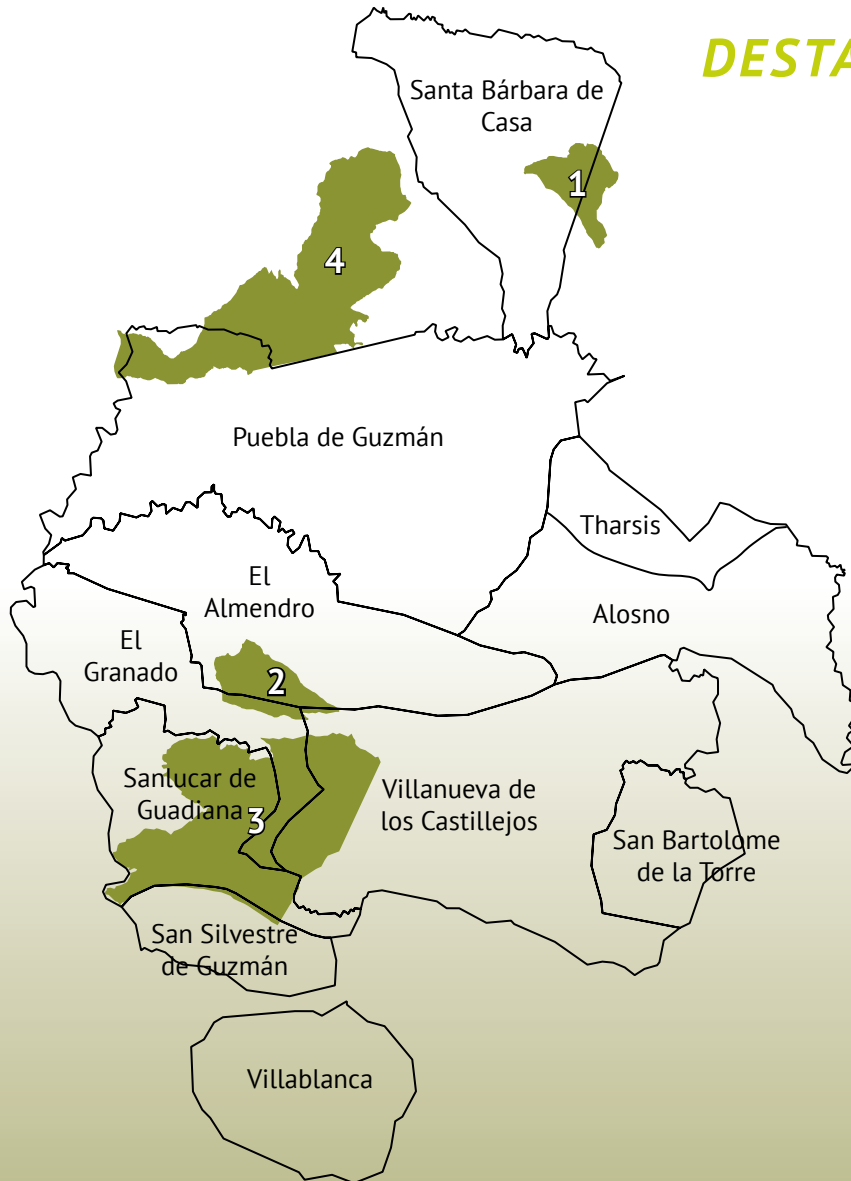 DESTA
Santa Bárbara de
Casa
1
4
Puebla de Guzmán
Tharsis
El
Almendro
Alosno
El
Granado
2
Sanlucar de
Guadiana
3
Villanueva de
los Castillejos
San Bartolome
de la Torre
San Silvestre
de Guzmán
Villablanca